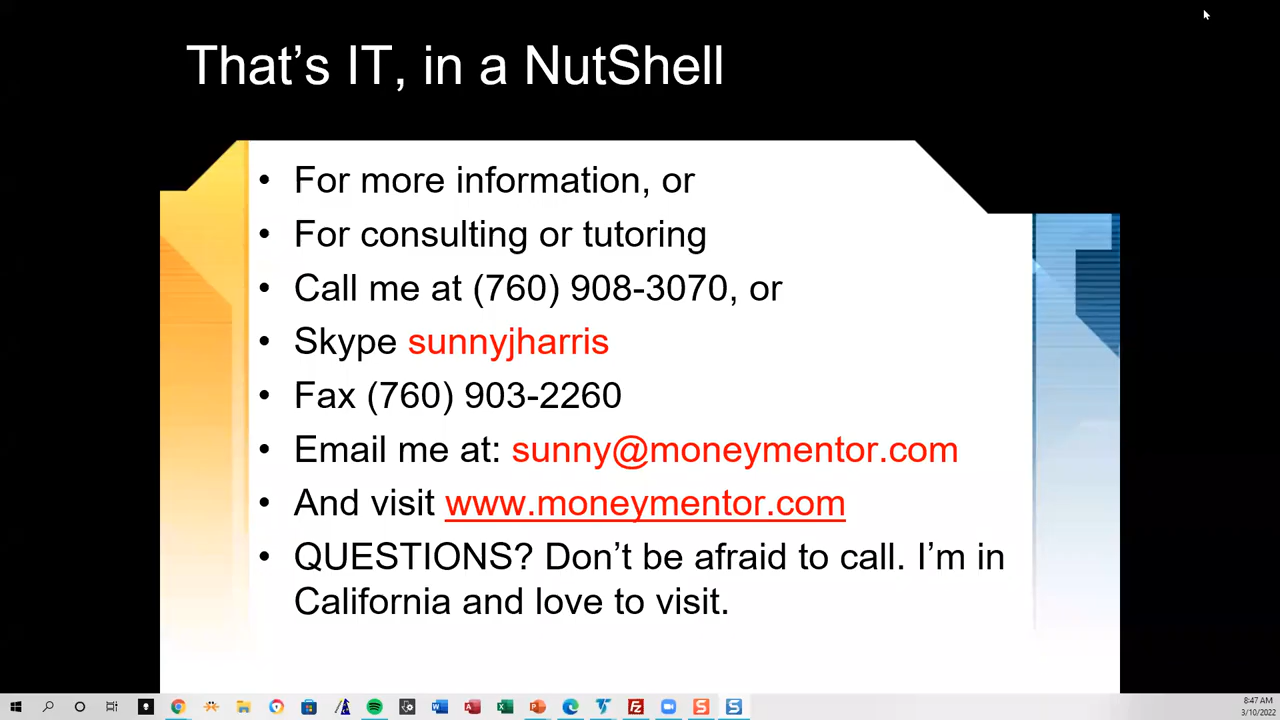 That’s IT, in a NutShell
• For more information, or
• For consulting or tutoring
• Call me at (760) 908-3070, or
• Skype sunnyjharris
• Fax (760) 903-2260
• Email me at: sunny@moneymentor.com
• And visit www.moneymentor.com
• QUESTIONS? Don’t be afraid to call. I’m in
California and love to visit.
8:47 AM
3/10/2022